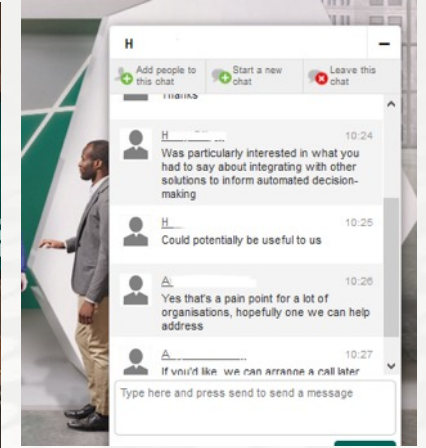 H
Add people to
this chat
Start a new
chat
Leave this
chat
Thanks
H 10:24
Was particularly interested in what you
had to say about integrating with other
solutions to inform automated decision-
making
H 10:25
Could potentially be useful to us
A 10:26
Yes that's a pain point for a lot of
organisations, hopefully one we can help
address
A 10:27
If you'd like, we can arrange a call later
Type here and press send to send a message